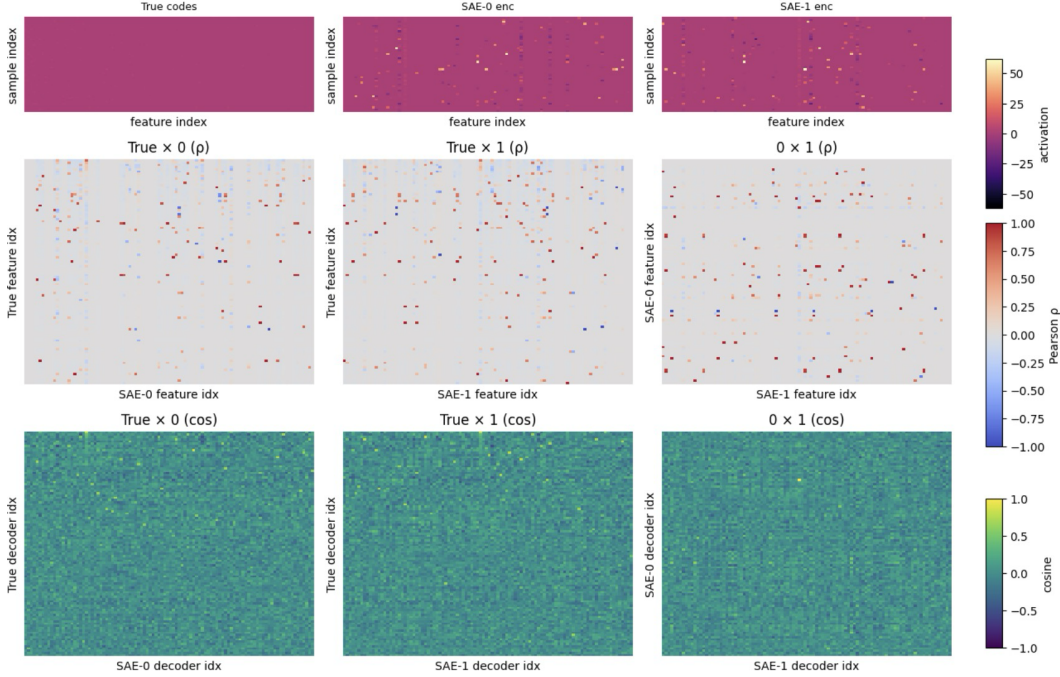 True codes
SAE-0 enc
SAE-1 enc
sample index
sample index
sample index
feature index
feature index
feature index
50
25
0
−25
−50
activation
True × 0 (ρ)
True × 1 (ρ)
0 × 1 (ρ)
True feature idx
True feature idx
SAE-0 feature idx
SAE-0 feature idx
SAE-1 feature idx
SAE-1 feature idx
1.00
0.75
0.50
0.25
0.00
−0.25
−0.50
−0.75
−1.00
Pearson ρ
True × 0 (cos)
True × 1 (cos)
0 × 1 (cos)
True decoder idx
True decoder idx
SAE-0 decoder idx
SAE-0 decoder idx
SAE-1 decoder idx
SAE-1 decoder idx
1.0
0.5
0.0
−0.5
−1.0
cosine